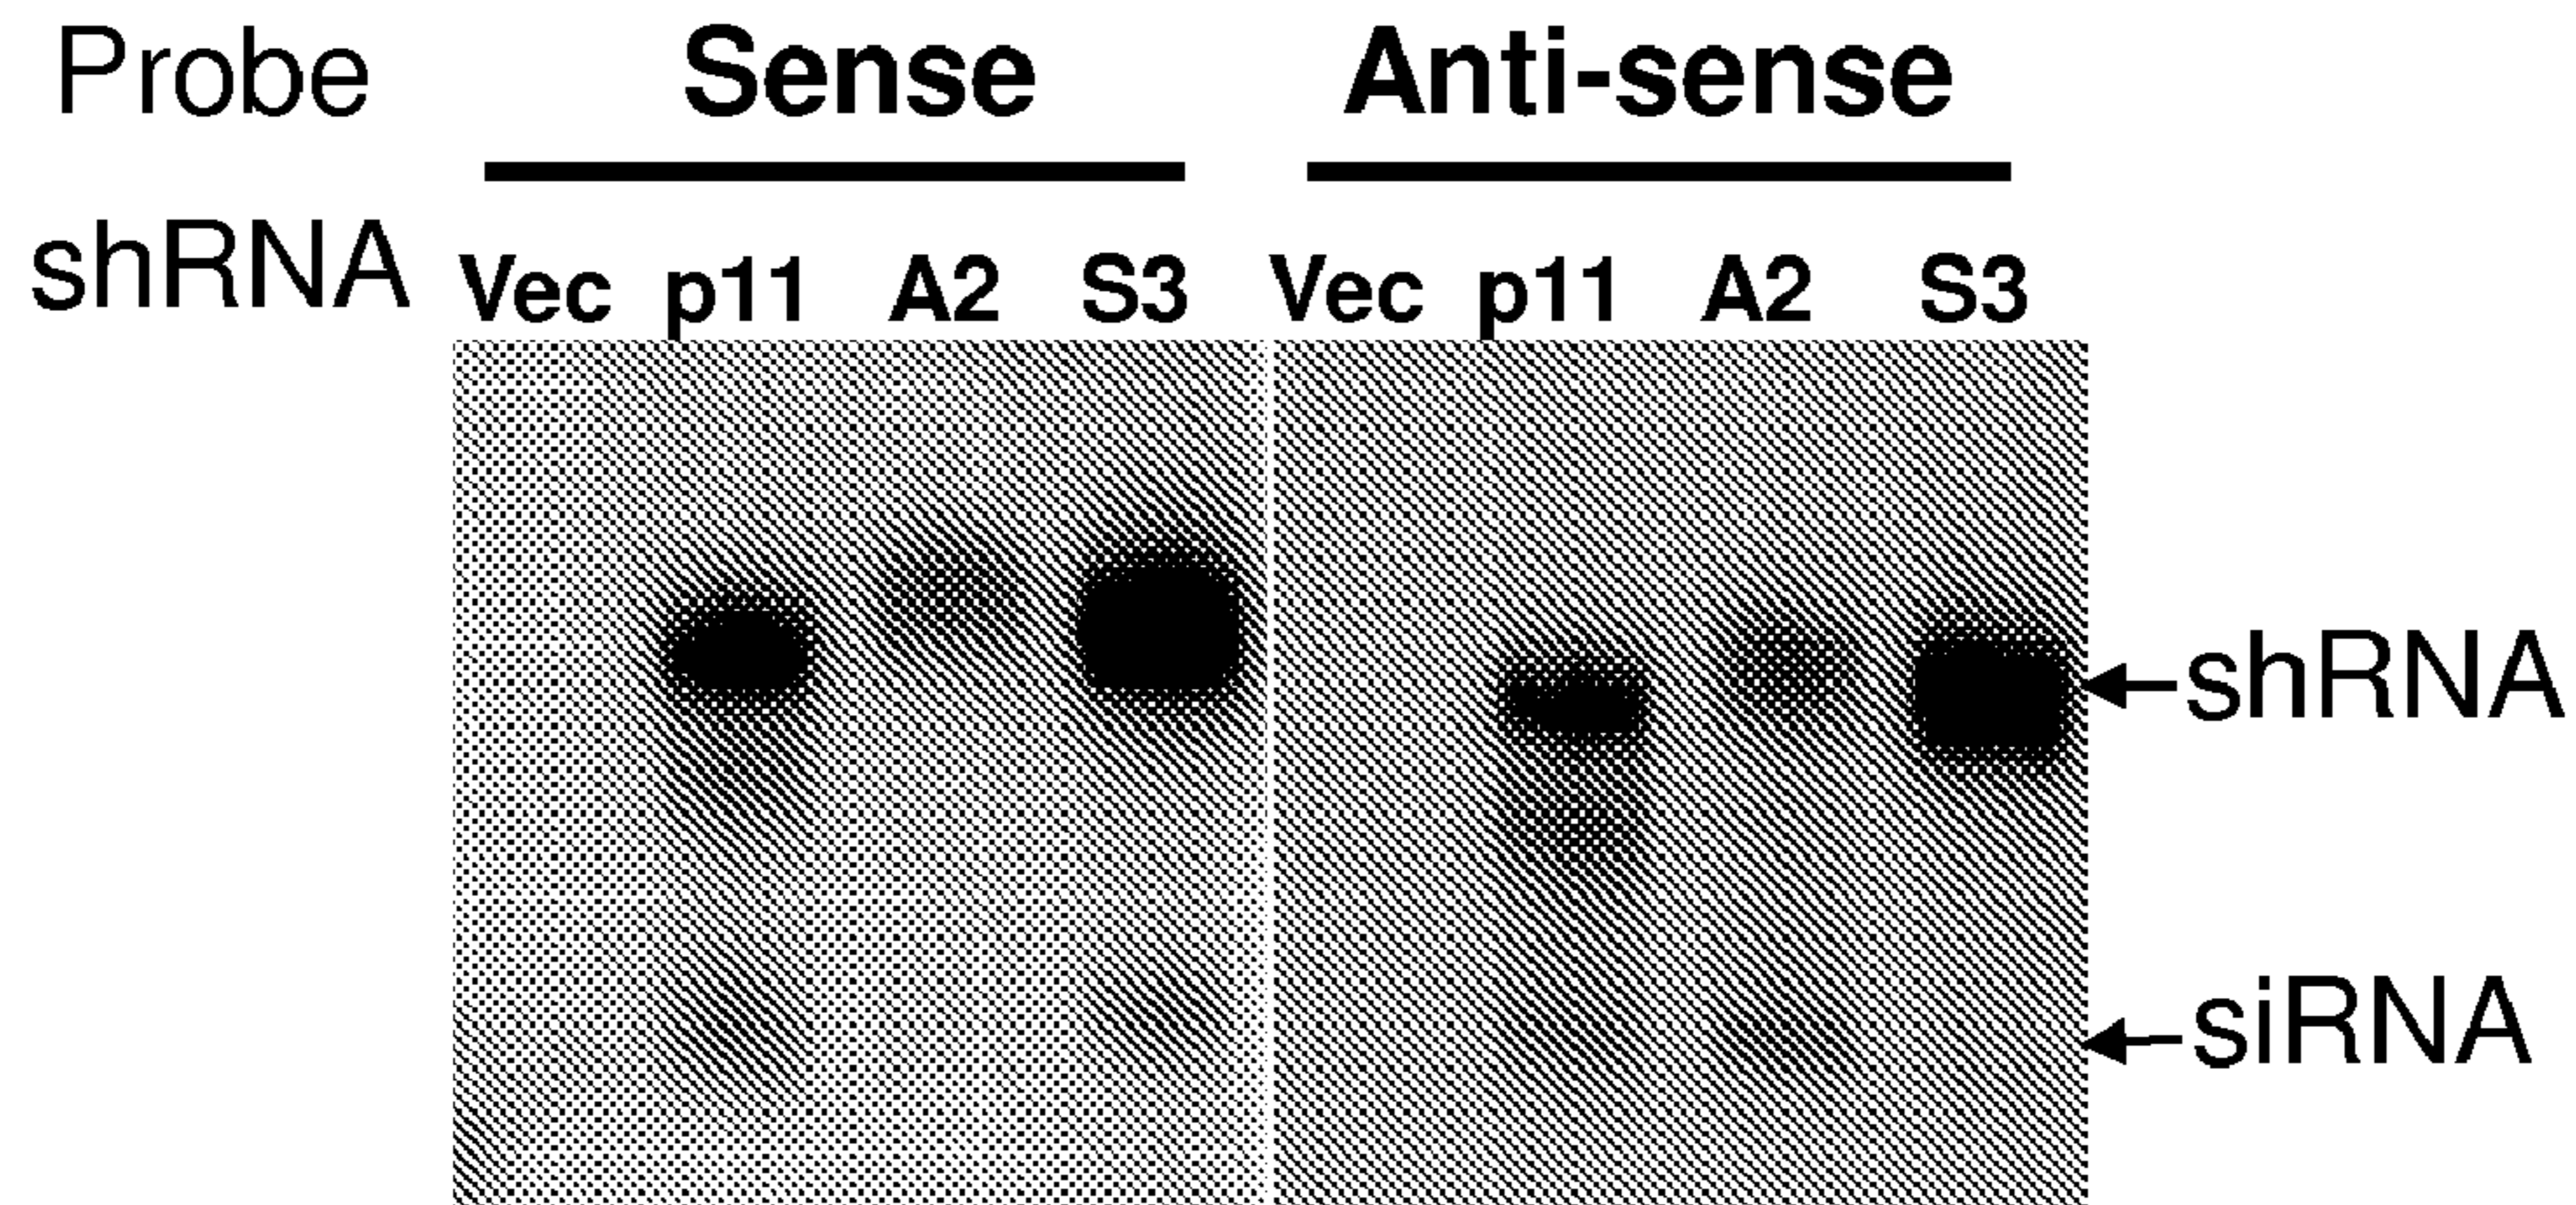 Probe Sense Anti-sense
shRNA Vec p11 A2 S3 Vec p11 A2 S3
shRNA
siRNA